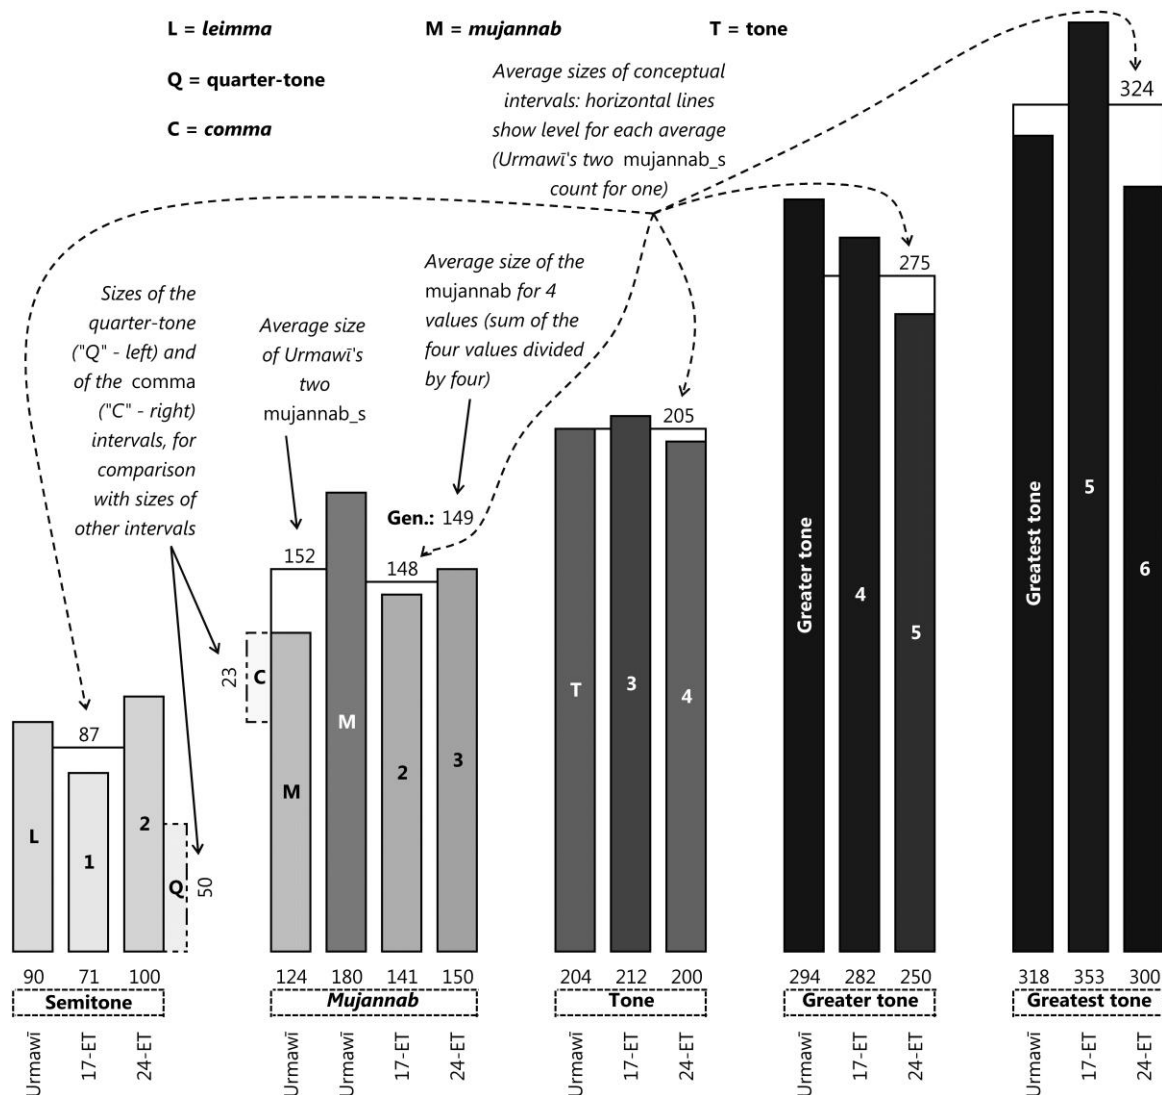 L = leimma
M = mujannab
T = tone
Q = quarter-tone
C = comma
Average sizes of conceptual
intervals: horizontal lines
show level for each average
(Urmawī's two mujannab_s
count for one)
324
275
Sizes of the
quarter-tone
("Q" - left) and
of the comma
("C" - right)
intervals, for
comparison
with sizes of
other intervals
Average size
of Urmawī's
two
mujannab_s
Average size of the
mujannab for 4
values (sum of the
four values divided
by four)
205
Gen.: 149
152
148
87
23
50
L
1
2
Q
C
M
M
2
3
T
3
4
Greater tone
4
5
Greatest tone
5
6
90 71 100
124 180 141 150
204 212 200
294 282 250
318 353 300
Semitone
Mujannab
Tone
Greater tone
Greatest tone
Urmawī
17-ET
24-ET
Urmawī
Urmawī
17-ET
24-ET
Urmawī
17-ET
24-ET
Urmawī
17-ET
24-ET
Urmawī
17-ET
24-ET